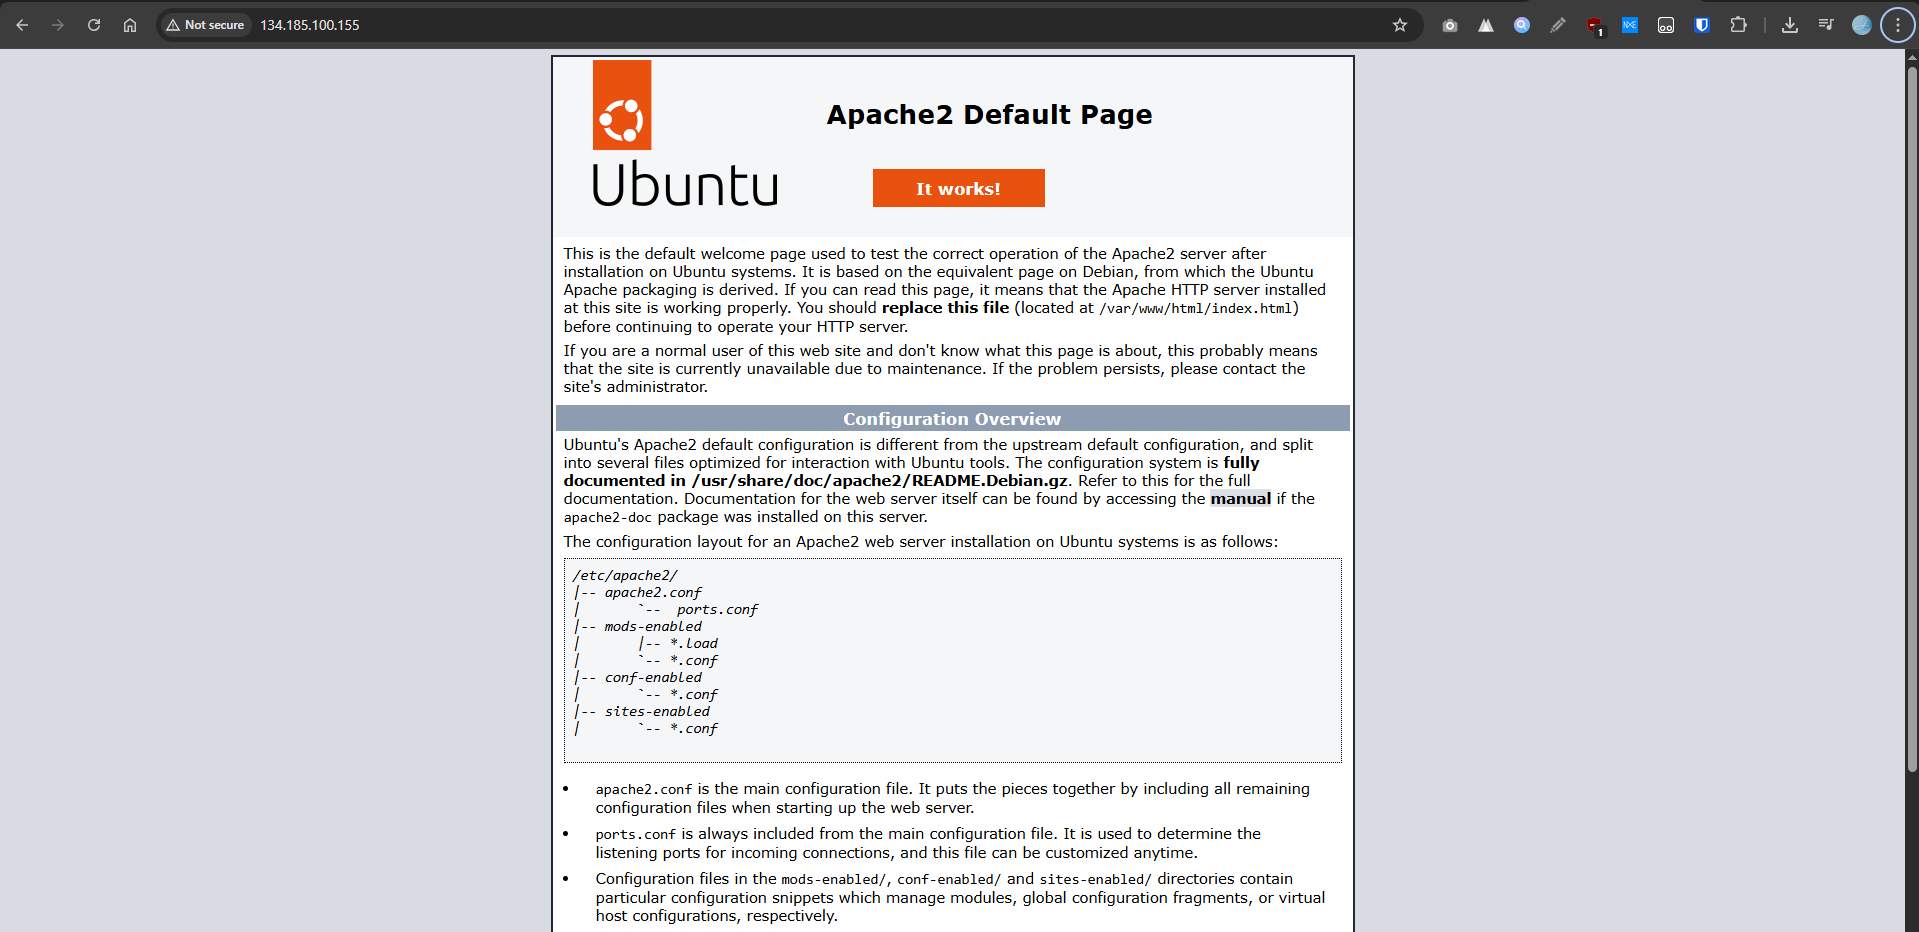 Not secure 134.185.100.155
1
Apache2 Default Page
Ubuntu
It works!
This is the default welcome page used to test the correct operation of the Apache2 server after
installation on Ubuntu systems. It is based on the equivalent page on Debian, from which the Ubuntu
Apache packaging is derived. If you can read this page, it means that the Apache HTTP server installed
at this site is working properly. You should replace this file (located at /var/www/html/index.html)
before continuing to operate your HTTP server.
If you are a normal user of this web site and don't know what this page is about, this probably means
that the site is currently unavailable due to maintenance. If the problem persists, please contact the
site's administrator.
Configuration Overview
Ubuntu's Apache2 default configuration is different from the upstream default configuration, and split
into several files optimized for interaction with Ubuntu tools. The configuration system is fully
documented in /usr/share/doc/apache2/README.Debian.gz. Refer to this for the full
documentation. Documentation for the web server itself can be found by accessing the manual if the
apache2-doc package was installed on this server.
The configuration layout for an Apache2 web server installation on Ubuntu systems is as follows:
/etc/apache2/
|-- apache2.conf
|       `--  ports.conf
|-- mods-enabled
|       |-- *.load
|       `-- *.conf
|-- conf-enabled
|       `-- *.conf
|-- sites-enabled
|       `-- *.conf
• apache2.conf is the main configuration file. It puts the pieces together by including all remaining
configuration files when starting up the web server.
• ports.conf is always included from the main configuration file. It is used to determine the
listening ports for incoming connections, and this file can be customized anytime.
• Configuration files in the mods-enabled/, conf-enabled/ and sites-enabled/ directories contain
particular configuration snippets which manage modules, global configuration fragments, or virtual
host configurations, respectively.